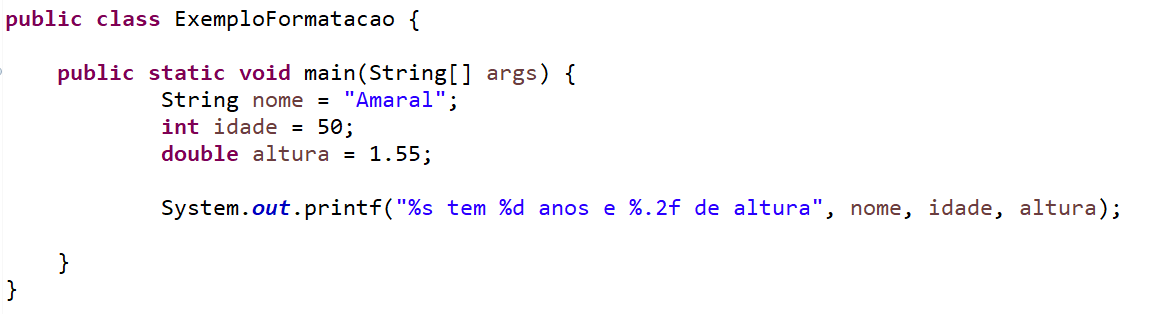 public class ExemploFormatacao {
public static void main(String[] args) {
String nome = "Amaral";
int idade = 50;
double altura = 1.55;
System.out.printf("%s tem %d anos e %.2f de altura", nome, idade, altura);
}
}